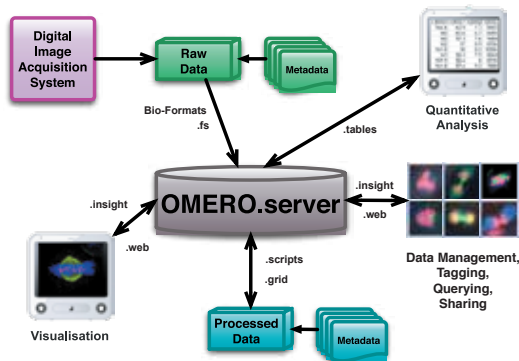 Digital
Image
Acquisition
System
Raw
Data
Metadata
Bio-Formats
.fs
.tables
Quantitative
Analysis
OMERO.server
.insight
.web
.insight
.web
Data Management,
Tagging,
Querying,
Sharing
Visualisation
.scripts
.grid
Processed
Data
Metadata